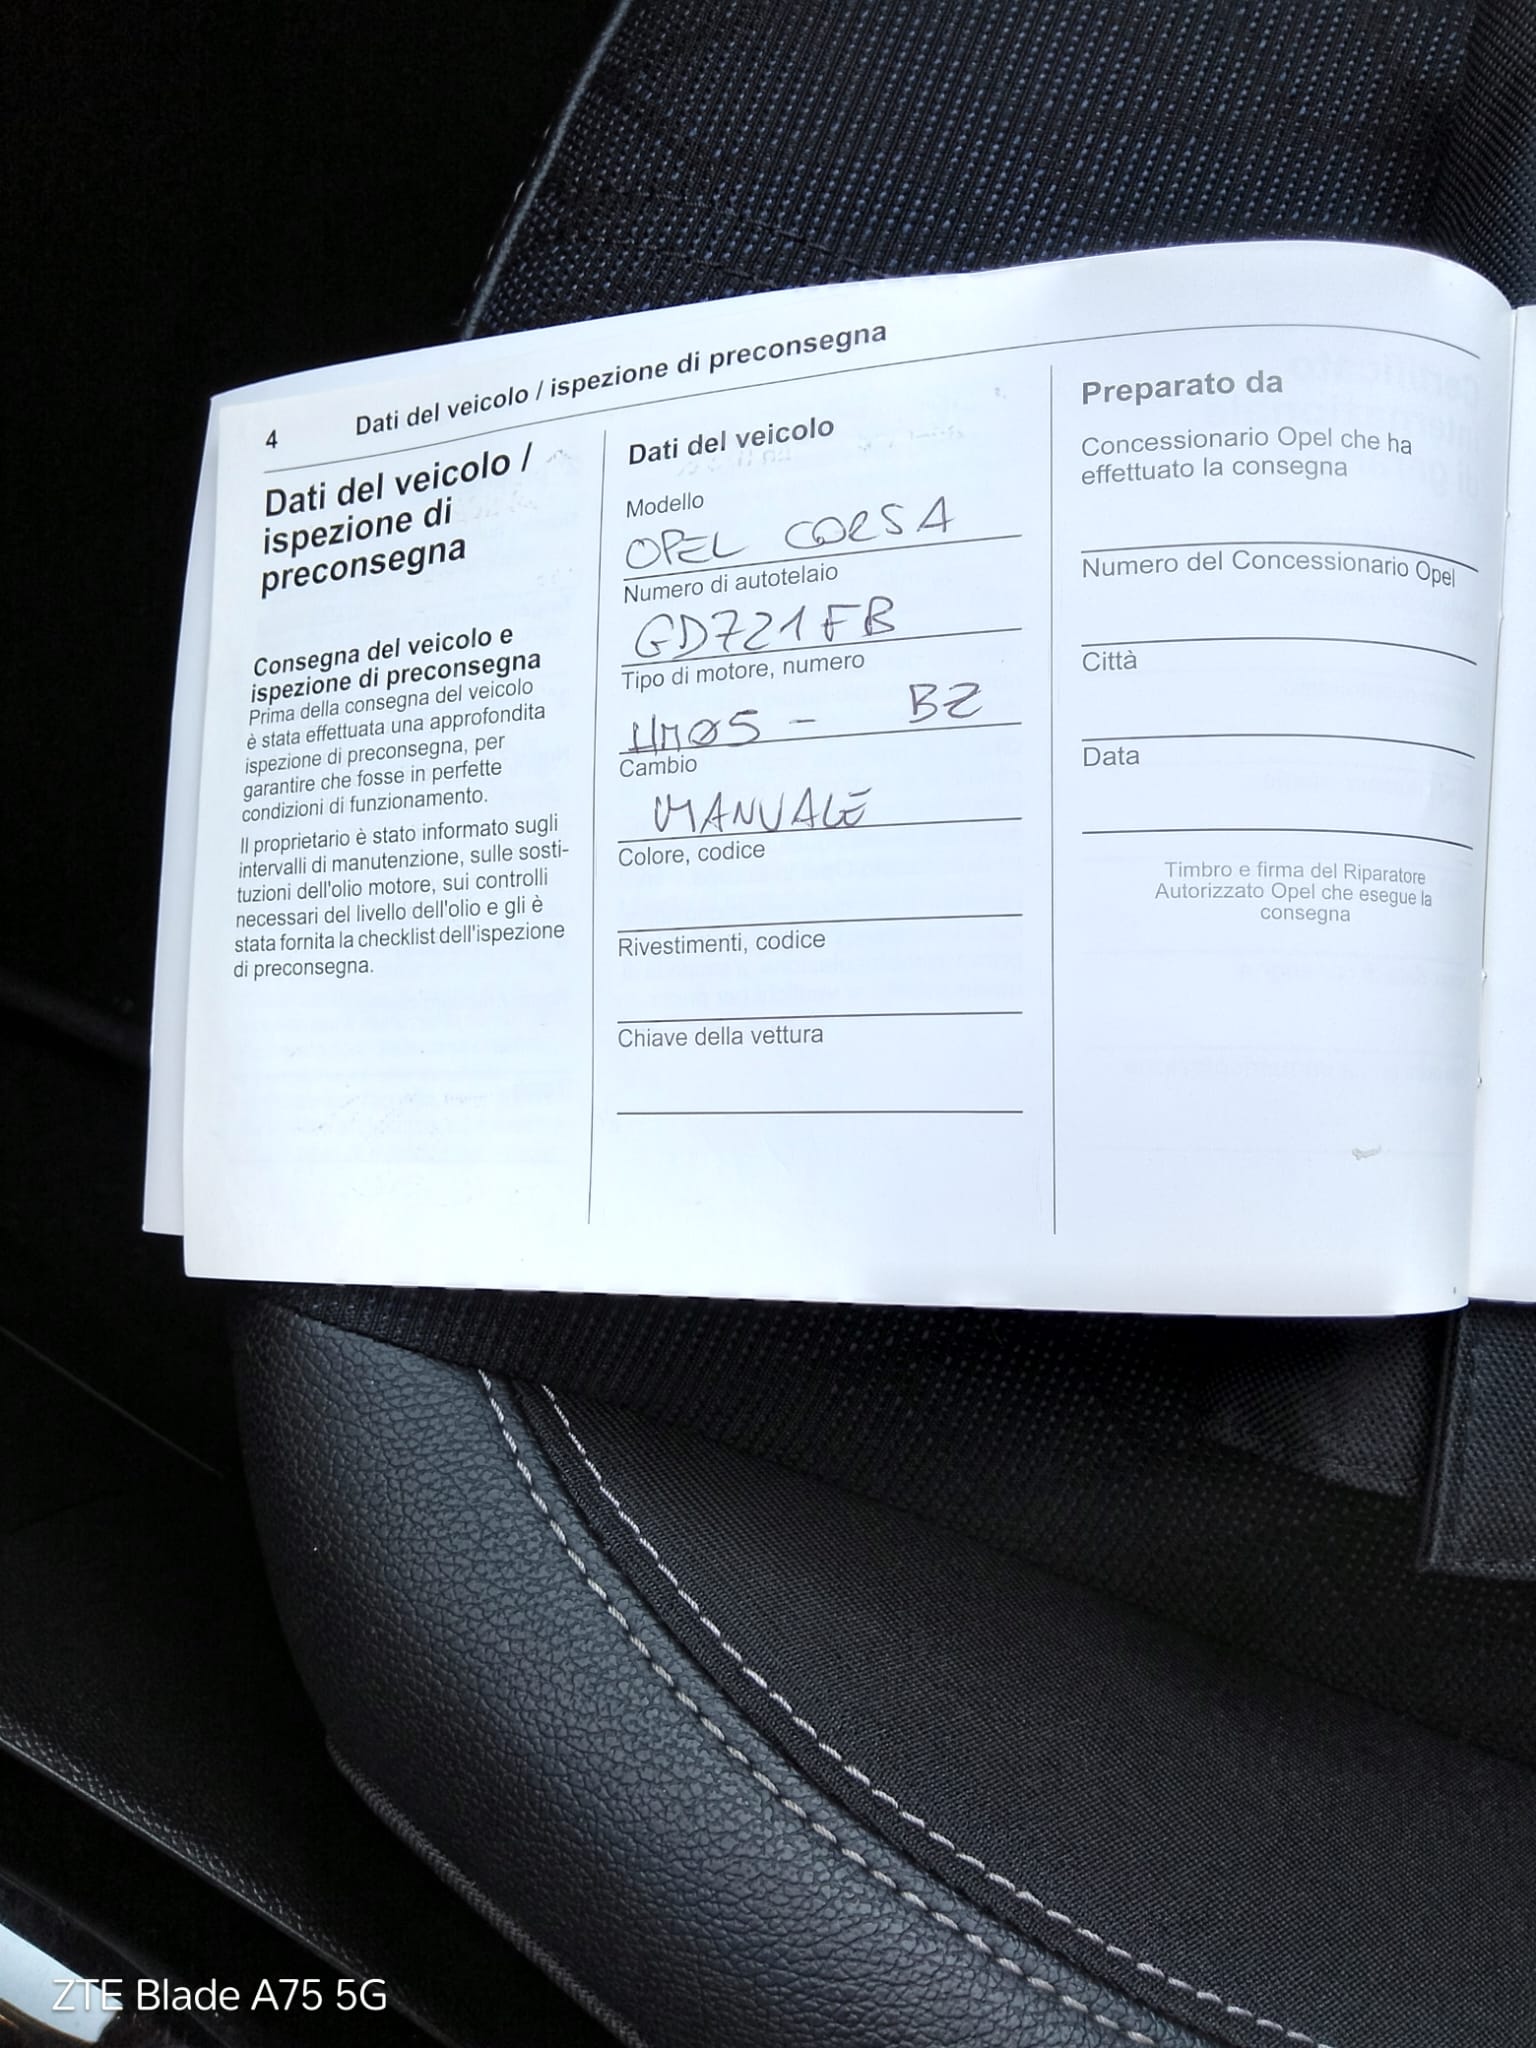 4
Dati del veicolo / ispezione di preconsegna
Dati del veicolo /
ispezione di
preconsegna
Consegna del veicolo e
ispezione di preconsegna
Prima della consegna del veicolo
è stata effettuata una approfondita
ispezione di preconsegna, per
garantire che fosse in perfette
condizioni di funzionamento.
Il proprietario è stato informato sugli
intervalli di manutenzione, sulle sosti-
tuzioni dell'olio motore, sui controlli
necessari del livello dell'olio e gli è
stata fornita la checklist dell'ispezione
di preconsegna.
Dati del veicolo
Modello
OPEL CORSA
Numero di autotelaio
GD721FB
Tipo di motore, numero
HM05 - BZ
Cambio
MANUALE
Colore, codice
Rivestimenti, codice
Chiave della vettura
Preparato da
Concessionario Opel che ha
effettuato la consegna
Numero del Concessionario Opel
Città
Data
Timbro e firma del Riparatore
Autorizzato Opel che esegue la
consegna
ZTE Blade A75 5G